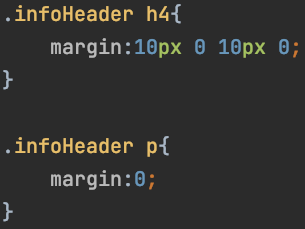 .infoHeader h4{
    margin:10px 0 10px 0;
}

.infoHeader p{
    margin:0;
}